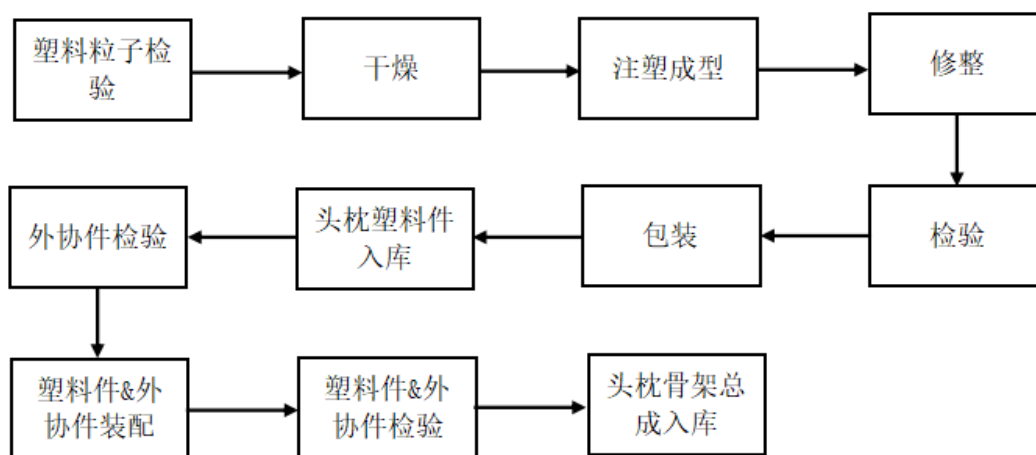 塑料粒子检
验
干燥
注塑成型
修整
检验
包装
头枕塑料件
入库
外协件检验
塑料件&外
协件装配
塑料件&外
协件检验
头枕骨架总
成入库